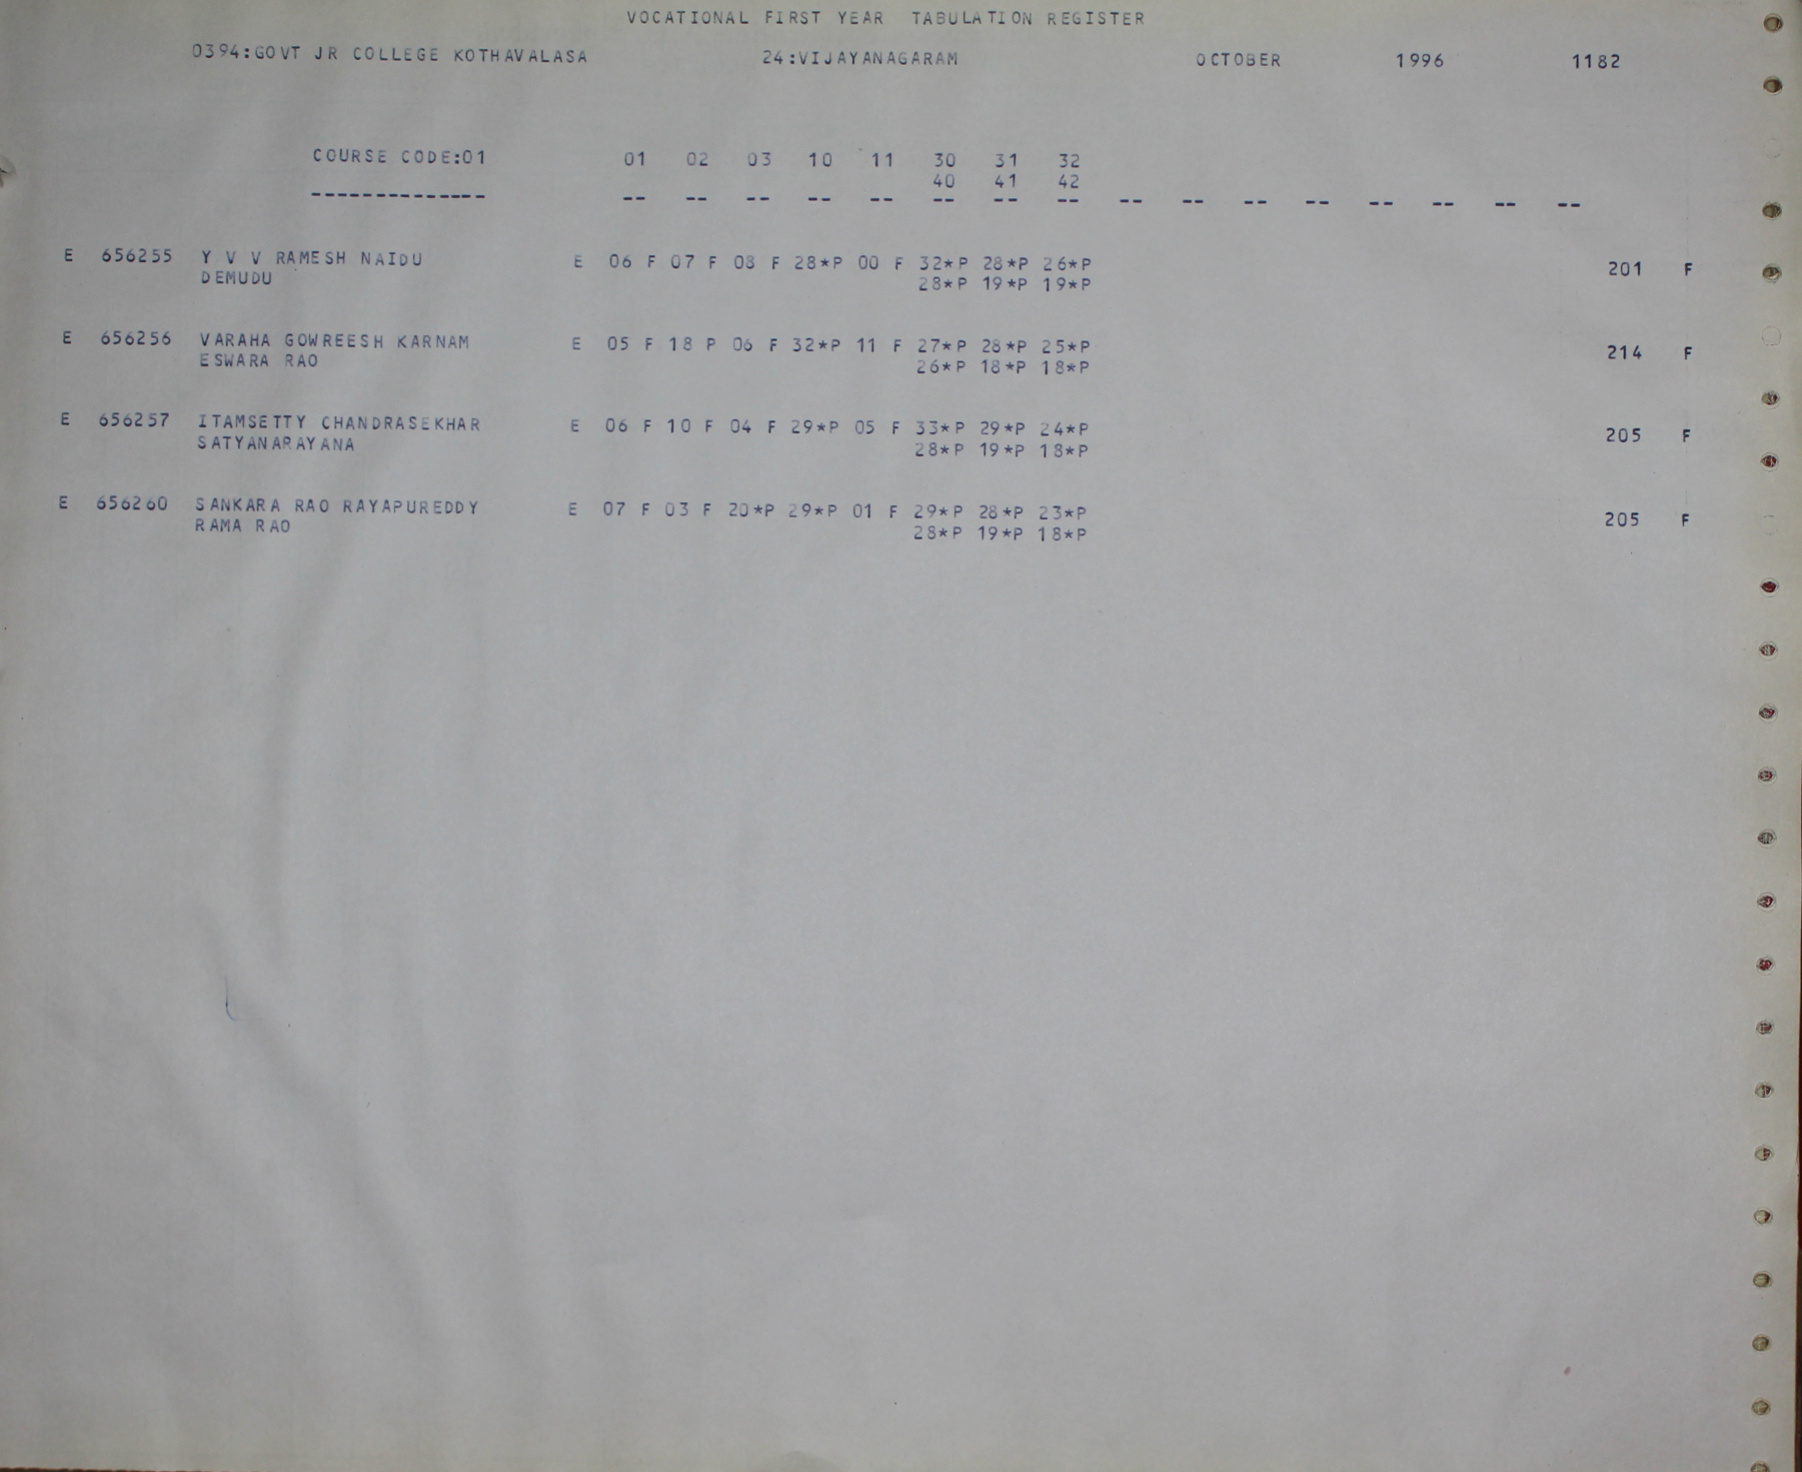 VOCATIONAL FIRST YEAR TABULATION REGISTER
0394:GOVT JR COLLEGE KOTHAVALASA 24:VIJAYANAGARAM OCTOBER 1996 1182
COURSE CODE:01 01 02 03 10 11 30 31 32
40 41 42
-------------- -- -- -- -- -- -- -- -- -- -- -- -- -- -- -- --
E 656255 Y V V RAMESH NAIDU E 06 F 07 F 08 F 28*P 00 F 32*P 28*P 26*P 201 F
DEMUDU 28*P 19*P 19*P
E 656256 VARAHA GOWREESH KARNAM E 05 F 18 P 06 F 32*P 11 F 27*P 28*P 25*P 214 F
ESWARA RAO 26*P 18*P 18*P
E 656257 ITAMSETTY CHANDRASEKHAR E 06 F 10 F 04 F 29*P 05 F 33*P 29*P 24*P 205 F
SATYANARAYANA 28*P 19*P 18*P
E 656260 SANKARA RAO RAYAPUREDDY E 07 F 03 F 20*P 29*P 01 F 29*P 28*P 23*P 205 F
RAMA RAO 28*P 19*P 18*P